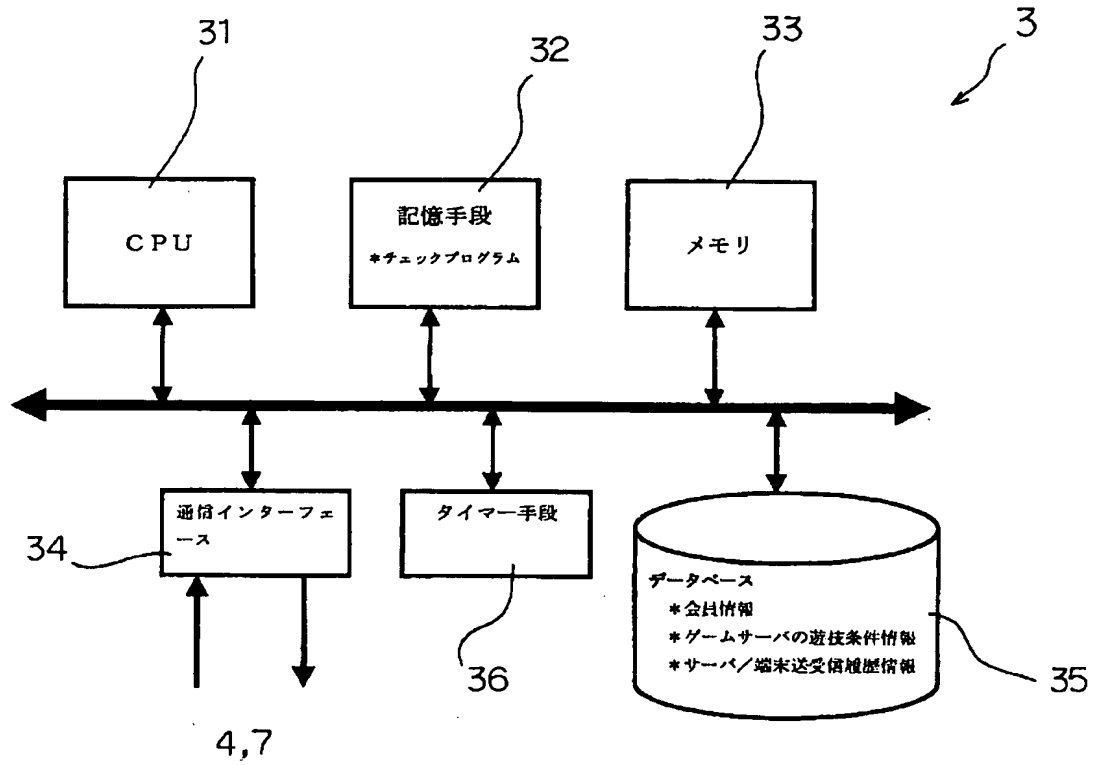 31
32
33
3
CPU
記憶手段
*チェックプログラム
メモリ
通信インターフェ
ース
34
タイマー手段
36
データベース
*会員情報
*ゲームサーバの遊技条件情報
*サーバ/端末送受信履歴情報
35
4,7